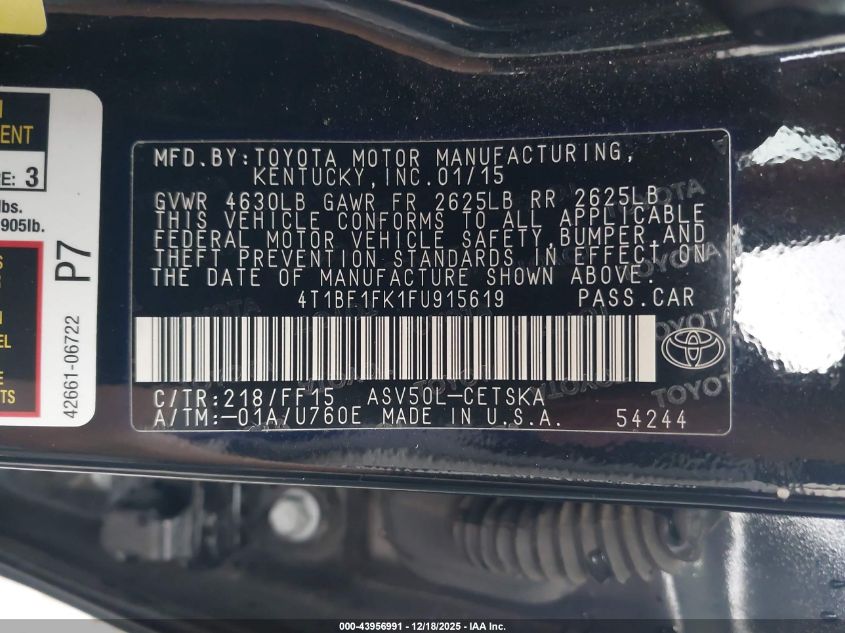 MFD.BY:TOYOTA MOTOR MANUFACTURING,
KENTUCKY,INC.01/15
GVWR 4630LB GAWR FR 2625LB RR 2625LB
THIS VEHICLE CONFORMS TO ALL APPLICABLE
FEDERAL MOTOR VEHICLE SAFETY,BUMPER,AND
THEFT PREVENTION STANDARDS IN EFFECT ON
THE DATE OF MANUFACTURE SHOWN ABOVE.
4T1BF1FK1FU915619 PASS.CAR
C/TR:218/FF15 ASV50L-CETSKA
A/TM:-01A/U760E MADE IN U.S.A. 54244
TOYOTA
3
lbs.
905lb.
P7
42661-06722
000-43956991 - 12/18/2025 - IAA Inc.